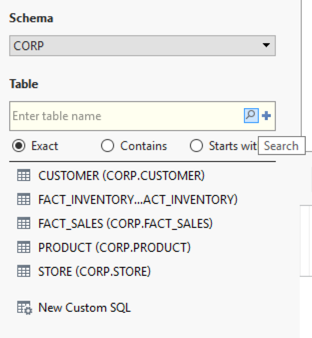 Schema
CORP
Table
Enter table name
Exact Contains Starts wit Search
CUSTOMER (CORP.CUSTOMER)
FACT_INVENTORY...ACT_INVENTORY)
FACT_SALES (CORP.FACT_SALES)
PRODUCT (CORP.PRODUCT)
STORE (CORP.STORE)
New Custom SQL